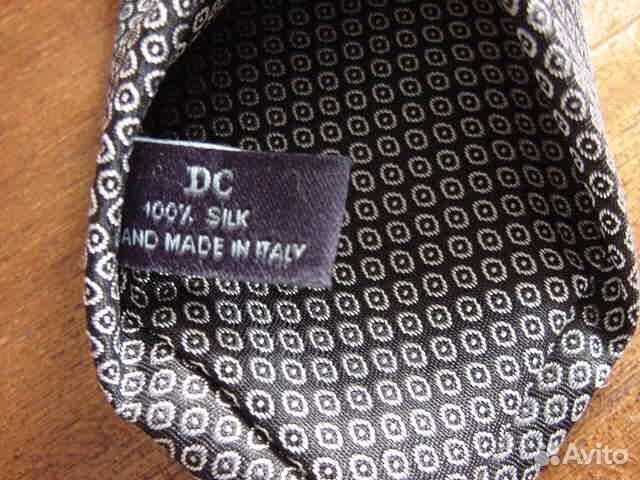 DC
100% SILK
AND MADE IN ITALY
Avito